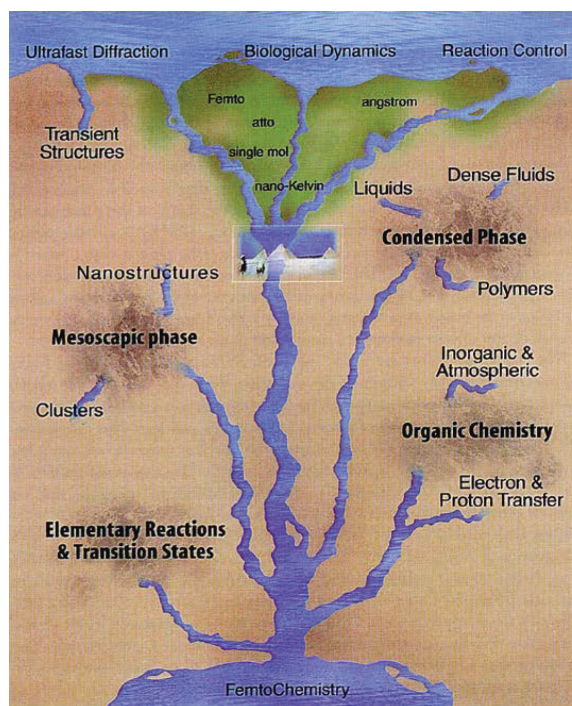 Ultrafast Diffraction
Biological Dynamics
Reaction Control
Femto
angstrom
atto
Transient
Structures
single mol
nano-Kelvin
Liquids
Dense Fluids
Condensed Phase
Nanostructures
Polymers
Mesoscapic phase
Inorganic &
Atmospheric
Clusters
Organic Chemistry
Electron &
Proton Transfer
Elementary Reactions
& Transition States
FemtoChemistry